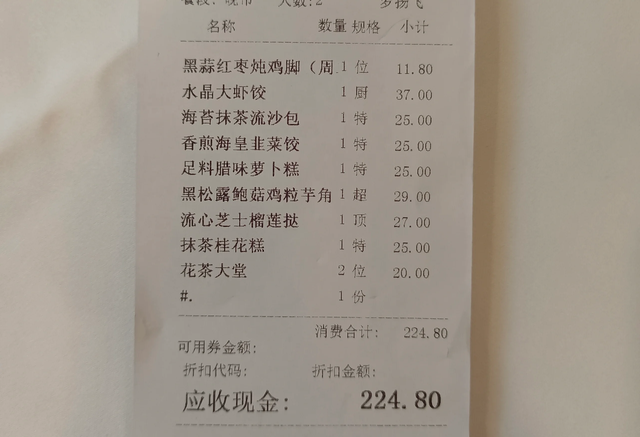 人数:2
名称 数量 规格 小计
黑蒜红枣炖鸡脚（周 1 位 11.80
水晶大虾饺 1 厨 37.00
海苔抹茶流沙包 1 特 25.00
香煎海皇韭菜饺 1 特 25.00
足料腊味萝卜糕 1 特 25.00
黑松露鲍菇鸡粒芋角 1 超 29.00
流心芝士榴莲挞 1 顶 27.00
抹茶桂花糕 1 特 25.00
花茶大堂 2 位 20.00
#. 1 份
消费合计: 224.80
可用券金额:
折扣代码: 折扣金额:
应收现金: 224.80